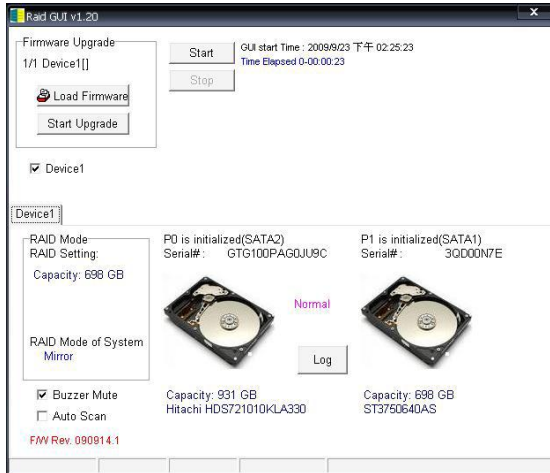 Raid GUI v1.20
Firmware Upgrade
1/1 Device1[]
Load Firmware
Start Upgrade
Start
Stop
GUI start Time : 2009/9/23 下午 02:25:23
Time Elapsed 0-00:00:23
Device1
Device1
RAID Mode
RAID Setting:
Capacity: 698 GB
RAID Mode of System
Mirror
Buzzer Mute
Auto Scan
F/W Rev. 090914.1
P0 is initialized(SATA2)
Serial# : GTG100PAG0JU9C
Normal
Log
Capacity: 931 GB
Hitachi HDS721010KLA330
P1 is initialized(SATA1)
Serial# : 3QD00N7E
Capacity: 698 GB
ST3750640AS